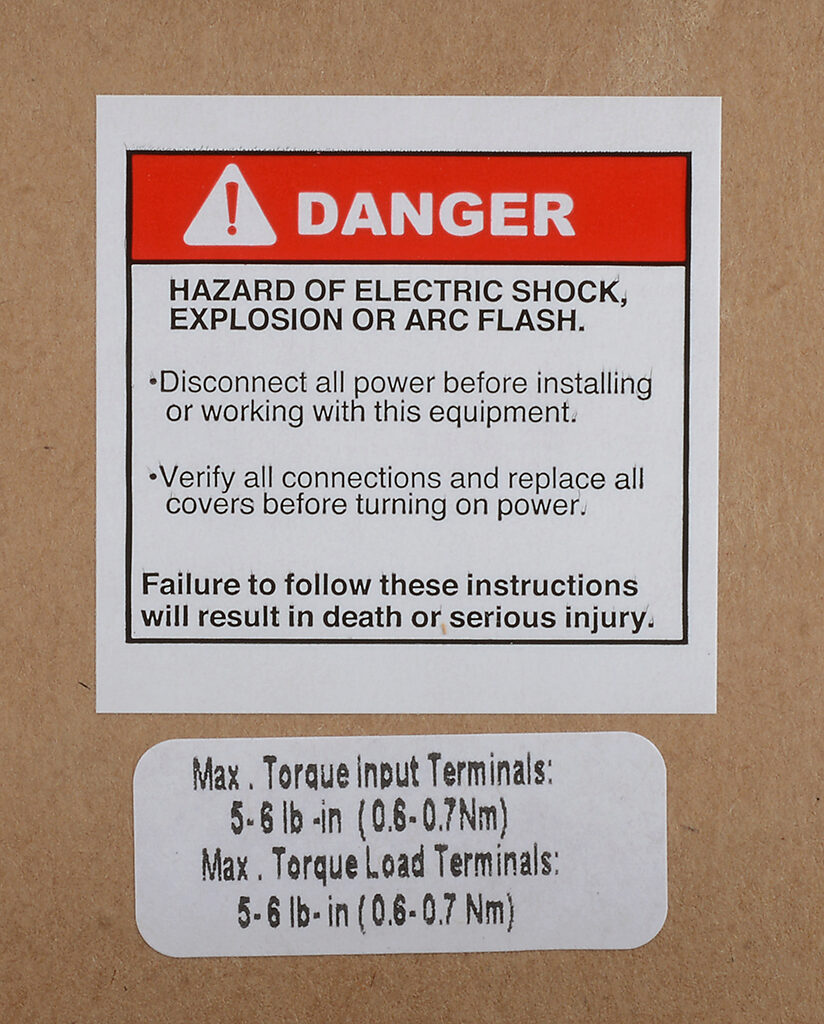 DANGER
HAZARD OF ELECTRIC SHOCK,
EXPLOSION OR ARC FLASH.
•Disconnect all power before installing
or working with this equipment.
•Verify all connections and replace all
covers before turning on power.
Failure to follow these instructions
will result in death or serious injury.
Max . Torque Input Terminals:
5-6 lb -in (0.6-0.7Nm)
Max . Torque Load Terminals:
5-6 lb- in (0.6-0.7 Nm)